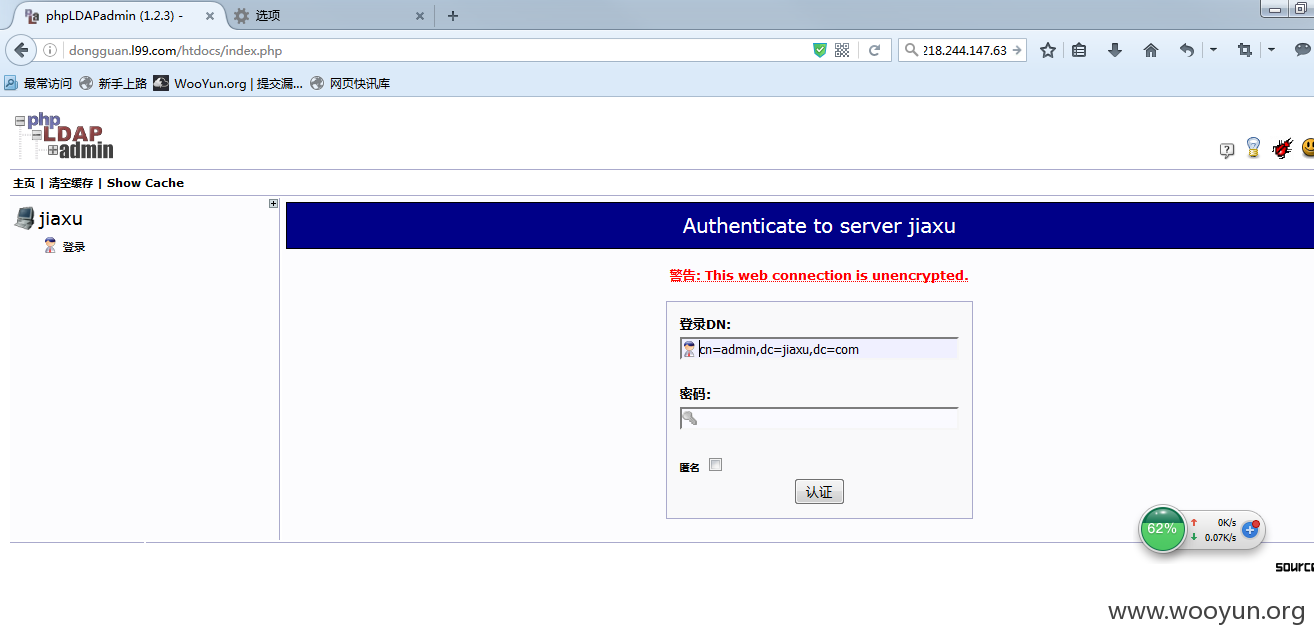 phpLDAPadmin (1.2.3) -
选项
dongguan.l99.com/htdocs/index.php
218.244.147.63
最常访问 新手上路 WooYun.org | 提交漏... 网页快讯库
php
LDAP
admin
主页 | 清空缓存 | Show Cache
jiaxu
登录
Authenticate to server jiaxu
警告: This web connection is unencrypted.
登录DN:
cn=admin,dc=jiaxu,dc=com
密码:
匿名
认证
62%
0K/s
0.07K/s
source
www.wooyun.org